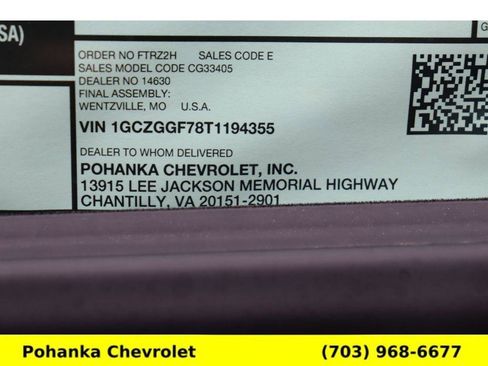 SA)
G
ORDER NO FTRZ2H SALES CODE E
SALES MODEL CODE CG33405
DEALER NO 14630
FINAL ASSEMBLY:
WENTZVILLE, MO U.S.A.
VIN 1GCZGGF78T1194355
DEALER TO WHOM DELIVERED
POHANKA CHEVROLET, INC.
13915 LEE JACKSON MEMORIAL HIGHWAY
CHANTILLY, VA 20151-2901
Pohanka Chevrolet (703) 968-6677